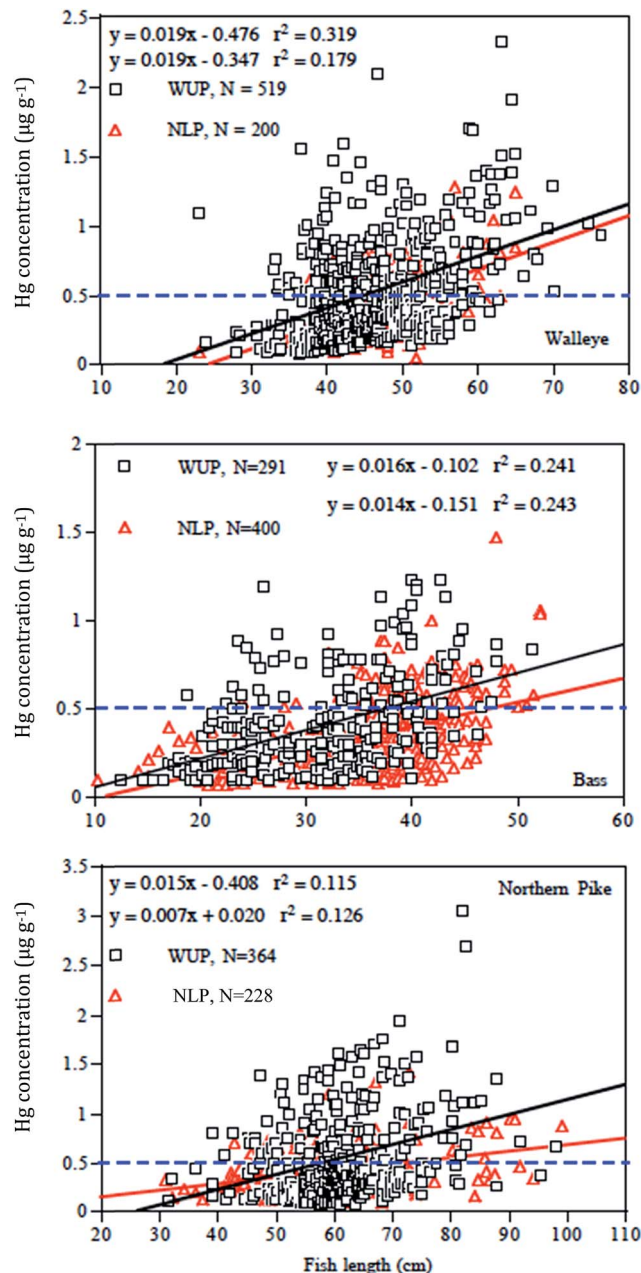 2.5
y = 0.019x - 0.476 r² = 0.319
y = 0.019x - 0.347 r² = 0.179
2
WUP, N = 519
NLP, N = 200
1.5
1
0.5
0
Hg concentration (µg g⁻¹)
Walleye
10 20 30 40 50 60 70 80
2
WUP, N=291 y = 0.016x - 0.102 r² = 0.241
y = 0.014x - 0.151 r² = 0.243
NLP, N=400
1.5
1
0.5
0
Hg concentration (µg g⁻¹)
Bass
10 20 30 40 50 60
3.5
y = 0.015x - 0.408 r² = 0.115 Northern Pike
3
y = 0.007x + 0.020 r² = 0.126
WUP, N=364
2.5
NLP, N=228
2
1.5
1
0.5
0
Hg concentration (µg g⁻¹)
20 30 40 50 60 70 80 90 100 110
Fish length (cm)